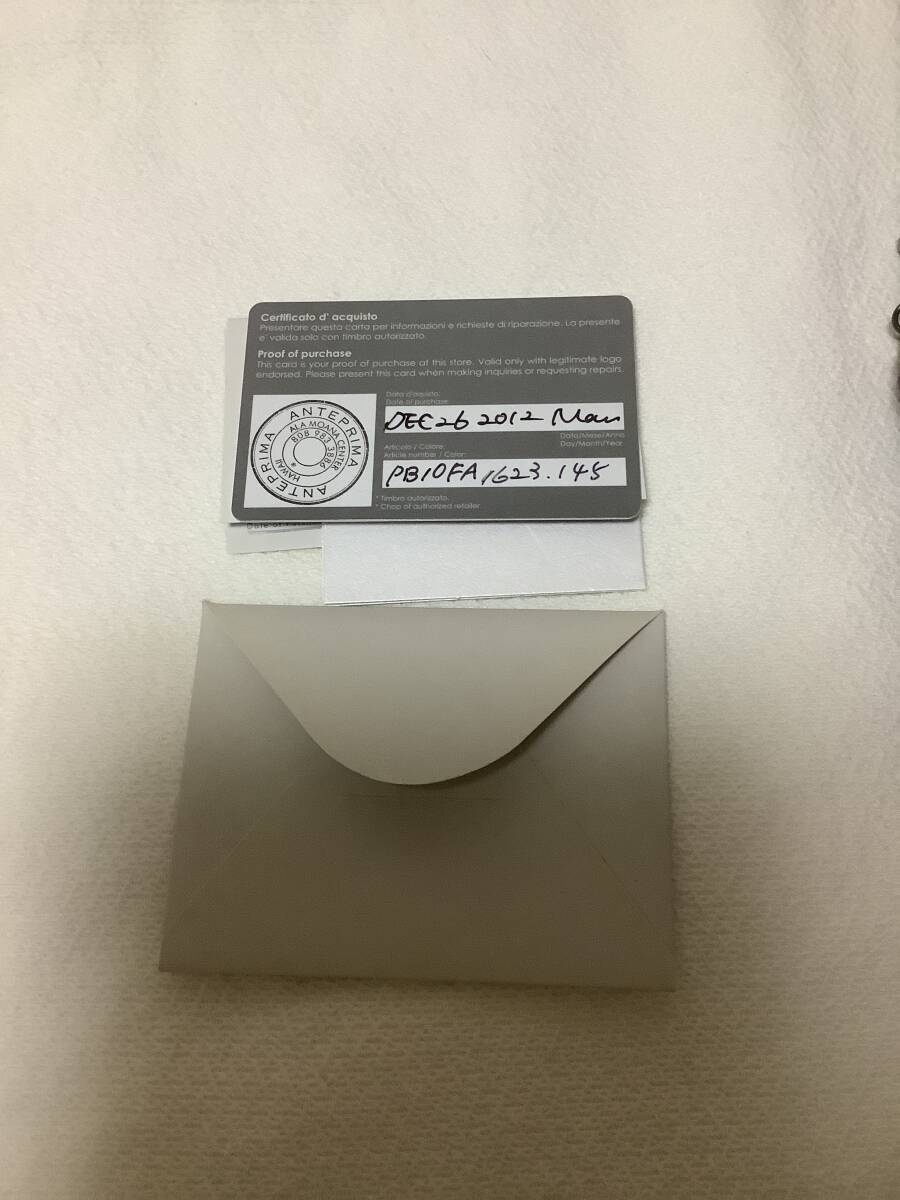 Certificato d' acquisto
Presentare questa carta per informazioni e richieste di riparazione. La presente
e' valida solo con timbro autorizzato.
Proof of purchase
This card is your proof of purchase at this store. Valid only with legitimate logo
endorsed. Please present this card when making inquiries or requesting repairs.
Data d'aquisto:
Date of purchase:
DEC 26 2012
Data/Mese/Anno
Day/Month/Year
Articolo / Colore:
Article number / Color:
PB10FA 1623.145
* Timbro autorizzato.
* Chop of authorized retailer
ANTEPRIMA
ALA MOANA CENTER
808 983 3886
*
HAWAII
ANTEPRIMA
ANTEPRIMA
Date of